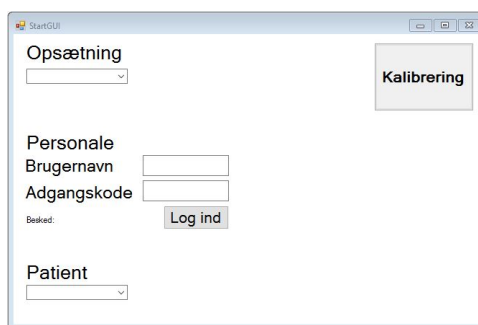 StartGUI
Opsætning
Kalibrering
Personale
Brugernavn
Adgangskode
Besked:
Log ind
Patient